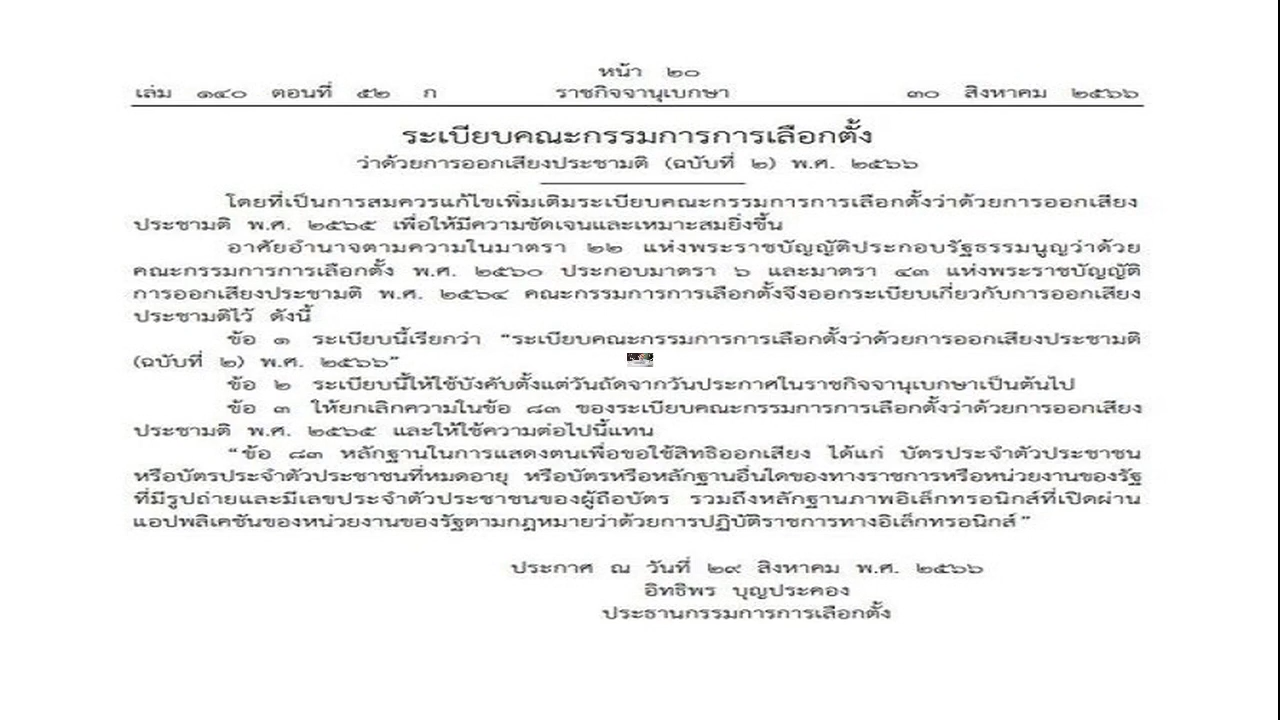 หน้า ๒๐
เล่ม ๑๔๐ ตอนที่ ๕๒ ก ราชกิจจานุเบกษา ๓๐ สิงหาคม ๒๕๖๖
ระเบียบคณะกรรมการการเลือกตั้ง
ว่าด้วยการออกเสียงประชามติ (ฉบับที่ ๒) พ.ศ. ๒๕๖๖
โดยที่เป็นการสมควรแก้ไขเพิ่มเติมระเบียบคณะกรรมการการเลือกตั้งว่าด้วยการออกเสียง
ประชามติ พ.ศ. ๒๕๖๕ เพื่อให้มีความชัดเจนและเหมาะสมยิ่งขึ้น
อาศัยอำนาจตามความในมาตรา ๒๒ แห่งพระราชบัญญัติประกอบรัฐธรรมนูญว่าด้วย
คณะกรรมการการเลือกตั้ง พ.ศ. ๒๕๖๐ ประกอบมาตรา ๖ และมาตรา ๔๓ แห่งพระราชบัญญัติ
การออกเสียงประชามติ พ.ศ. ๒๕๖๔ คณะกรรมการการเลือกตั้งจึงออกระเบียบเกี่ยวกับการออกเสียง
ประชามติไว้ ดังนี้
ข้อ ๑ ระเบียบนี้เรียกว่า “ระเบียบคณะกรรมการการเลือกตั้งว่าด้วยการออกเสียงประชามติ
(ฉบับที่ ๒) พ.ศ. ๒๕๖๖”
ข้อ ๒ ระเบียบนี้ให้ใช้บังคับตั้งแต่วันถัดจากวันประกาศในราชกิจจานุเบกษาเป็นต้นไป
ข้อ ๓ ให้ยกเลิกความในข้อ ๘๓ ของระเบียบคณะกรรมการการเลือกตั้งว่าด้วยการออกเสียง
ประชามติ พ.ศ. ๒๕๖๕ และให้ใช้ความต่อไปนี้แทน
“ข้อ ๘๓ หลักฐานในการแสดงตนเพื่อขอใช้สิทธิออกเสียง ได้แก่ บัตรประจำตัวประชาชน
หรือบัตรประจำตัวประชาชนที่หมดอายุ หรือบัตรหรือหลักฐานอื่นใดของทางราชการหรือหน่วยงานของรัฐ
ที่มีรูปถ่ายและมีเลขประจำตัวประชาชนของผู้ถือบัตร รวมถึงหลักฐานภาพอิเล็กทรอนิกส์ที่เปิดผ่าน
แอปพลิเคชันของหน่วยงานของรัฐตามกฎหมายว่าด้วยการปฏิบัติราชการทางอิเล็กทรอนิกส์”
ประกาศ ณ วันที่ ๒๙ สิงหาคม พ.ศ. ๒๕๖๖
อิทธิพร บุญประคอง
ประธานกรรมการการเลือกตั้ง